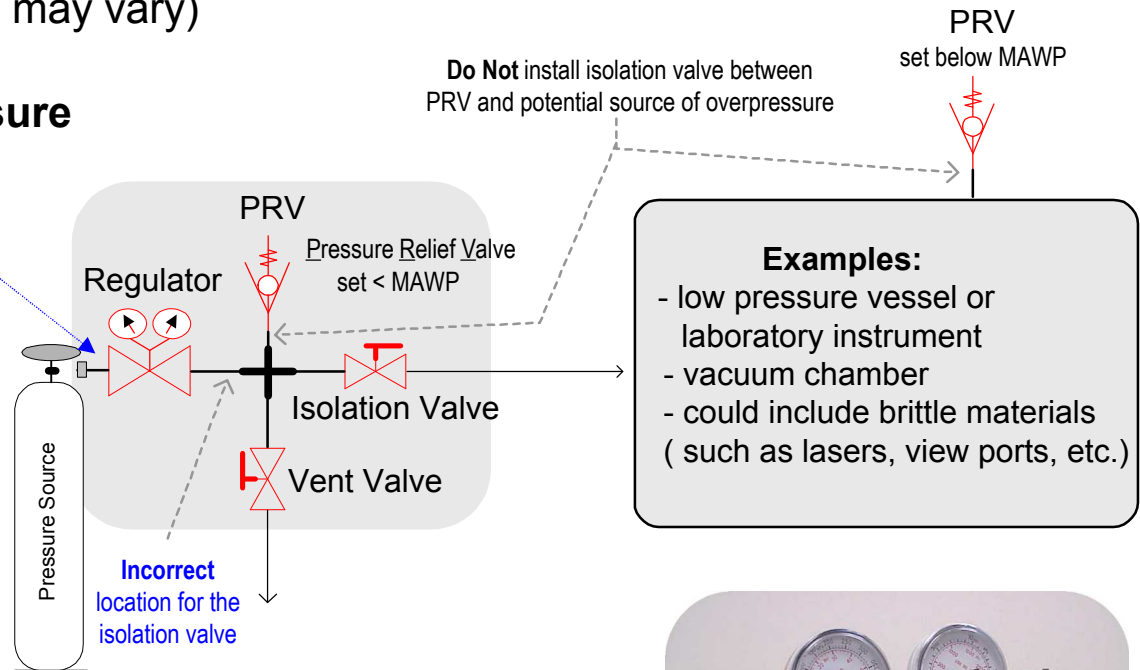 may vary)
sure
PRV
set below MAWP
Do Not install isolation valve between
PRV and potential source of overpressure
PRV
Pressure Relief Valve
set < MAWP
Regulator
Isolation Valve
Vent Valve
Pressure Source
Incorrect
location for the
isolation valve
Examples:
- low pressure vessel or
laboratory instrument
- vacuum chamber
- could include brittle materials
( such as lasers, view ports, etc.)